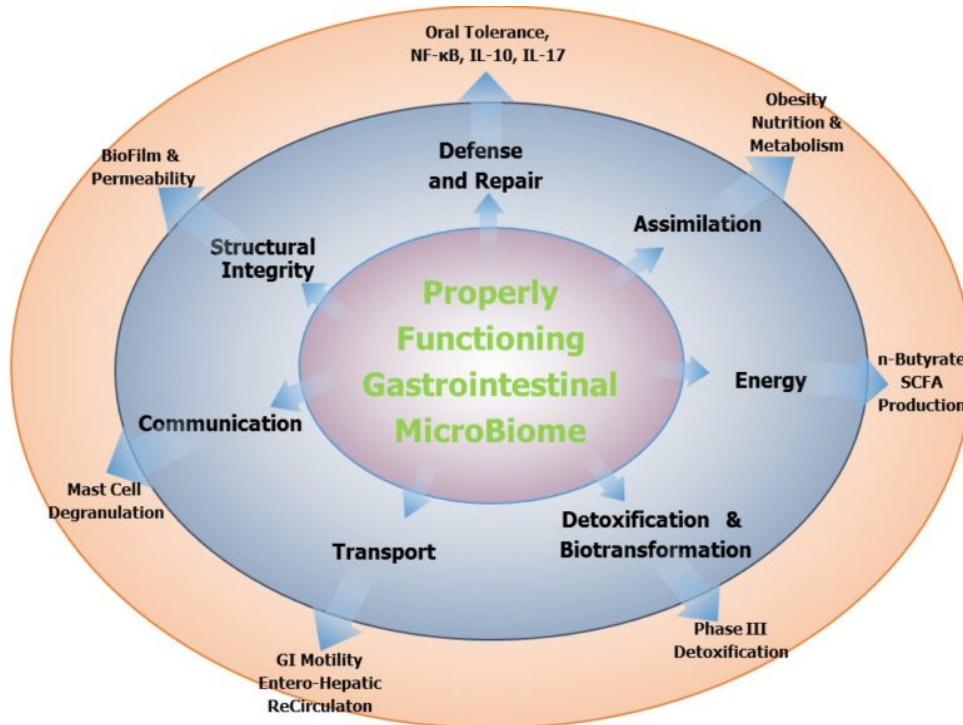 Oral Tolerance,
NF-κB, IL-10, IL-17
Obesity
Nutrition &
Metabolism
BioFilm &
Permeability
Defense
and Repair
Assimilation
Structural
Integrity
Properly
Functioning
Gastrointestinal
MicroBiome
Energy
n-Butyrate
SCFA
Production
Communication
Mast Cell
Degranulation
Transport
Detoxification &
Biotransformation
GI Motility
Entero-Hepatic
ReCirculaton
Phase III
Detoxification